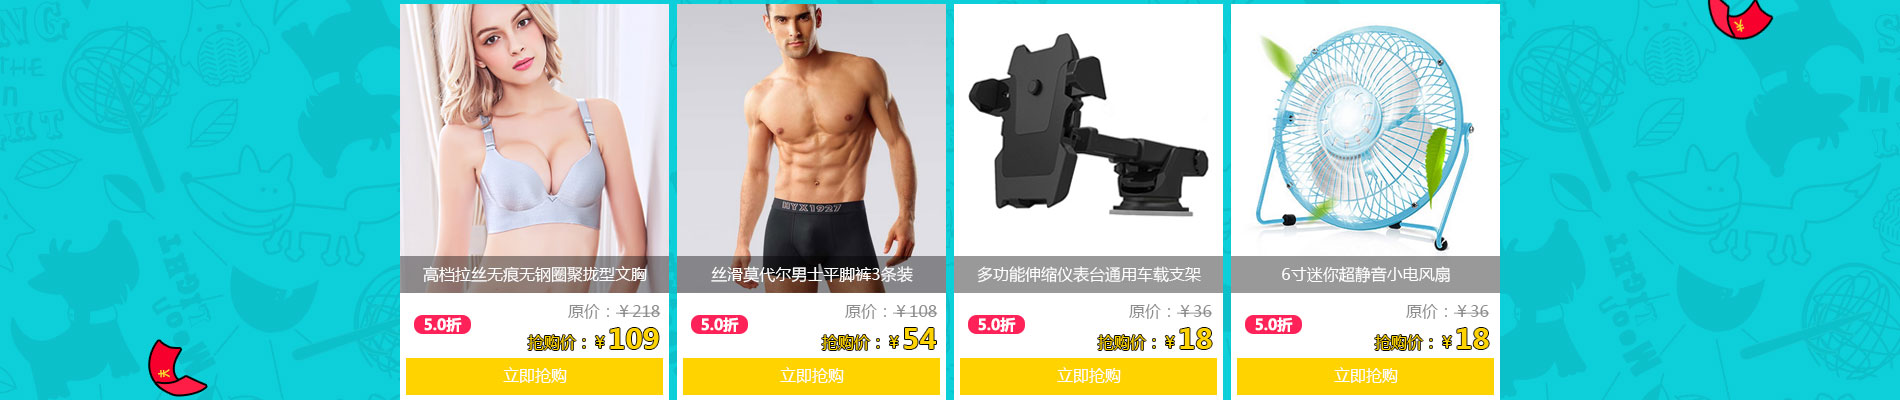 HYX1927
高档拉丝无痕无钢圈聚拢型文胸
原价：￥218
5.0折
抢购价：￥109
立即抢购
丝滑莫代尔男士平脚裤3条装
原价：￥108
5.0折
抢购价：￥54
立即抢购
多功能伸缩仪表台通用车载支架
原价：￥36
5.0折
抢购价：￥18
立即抢购
6寸迷你超静音小电风扇
原价：￥36
5.0折
抢购价：￥18
立即抢购